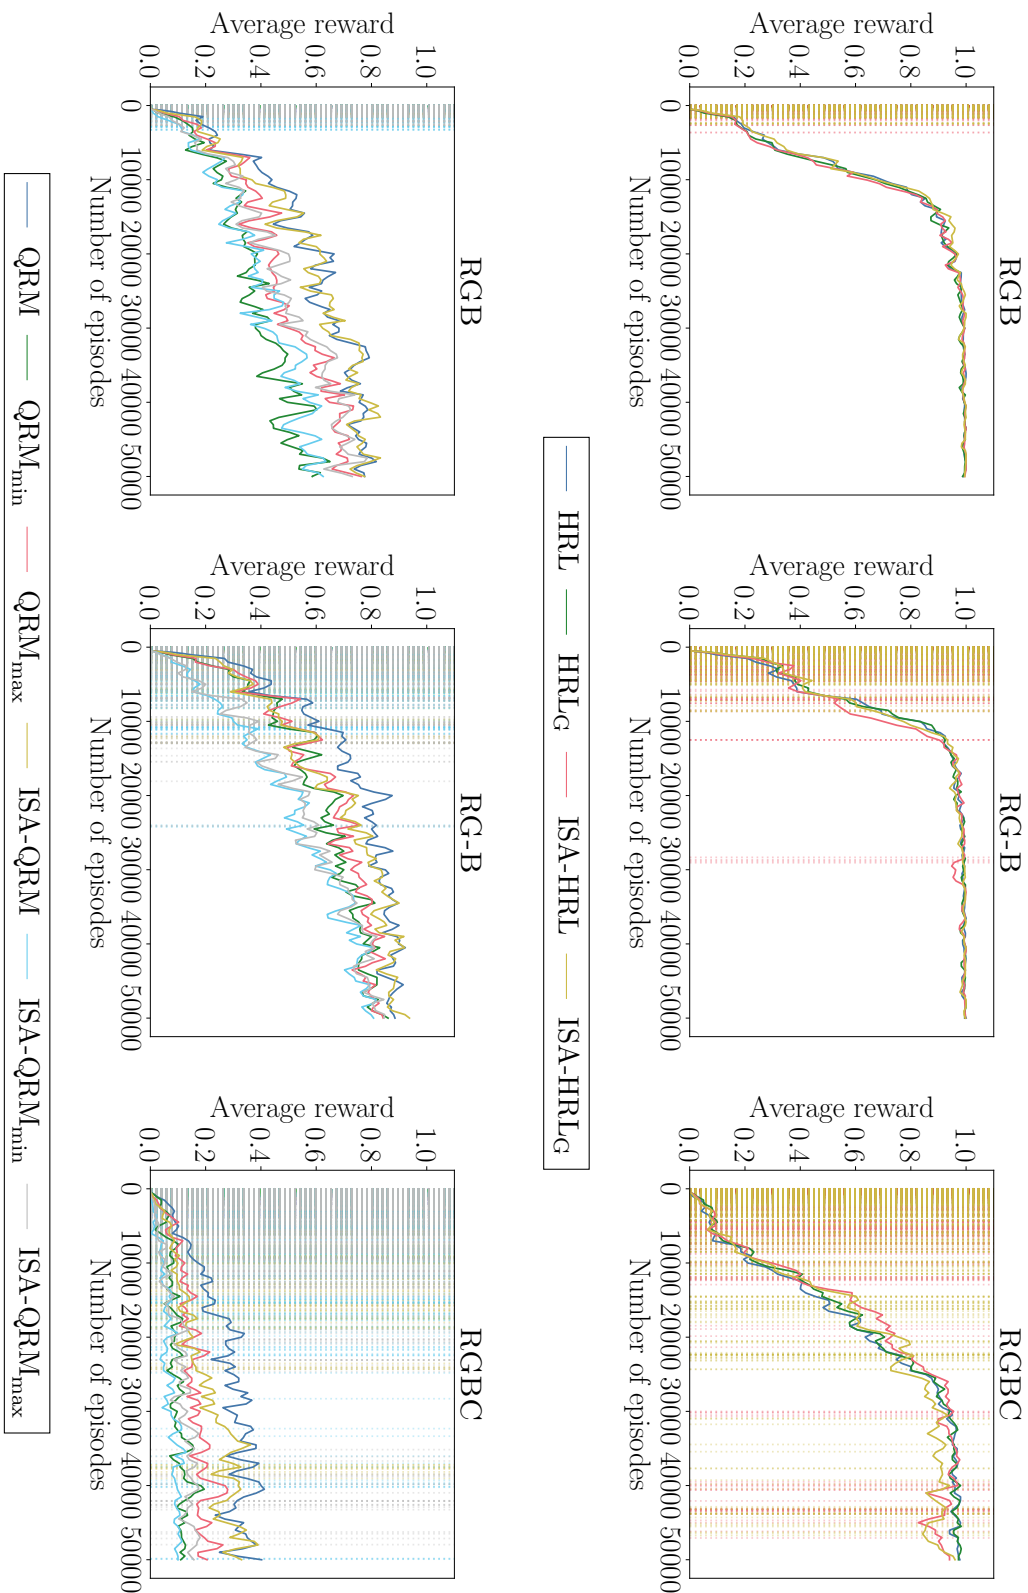 RGB
Average reward
1.0
0.8
0.6
0.4
0.2
0.0
0 10000 20000 30000 40000 50000
Number of episodes
RG-B
Average reward
1.0
0.8
0.6
0.4
0.2
0.0
0 10000 20000 30000 40000 50000
Number of episodes
RGBC
Average reward
1.0
0.8
0.6
0.4
0.2
0.0
0 10000 20000 30000 40000 50000
Number of episodes
HRL HRL_G ISA-HRL ISA-HRL_G
RGB
Average reward
1.0
0.8
0.6
0.4
0.2
0.0
0 10000 20000 30000 40000 50000
Number of episodes
RG-B
Average reward
1.0
0.8
0.6
0.4
0.2
0.0
0 10000 20000 30000 40000 50000
Number of episodes
RGBC
Average reward
1.0
0.8
0.6
0.4
0.2
0.0
0 10000 20000 30000 40000 50000
Number of episodes
QRM QRM_min QRM_max ISA-QRM ISA-QRM_min ISA-QRM_max